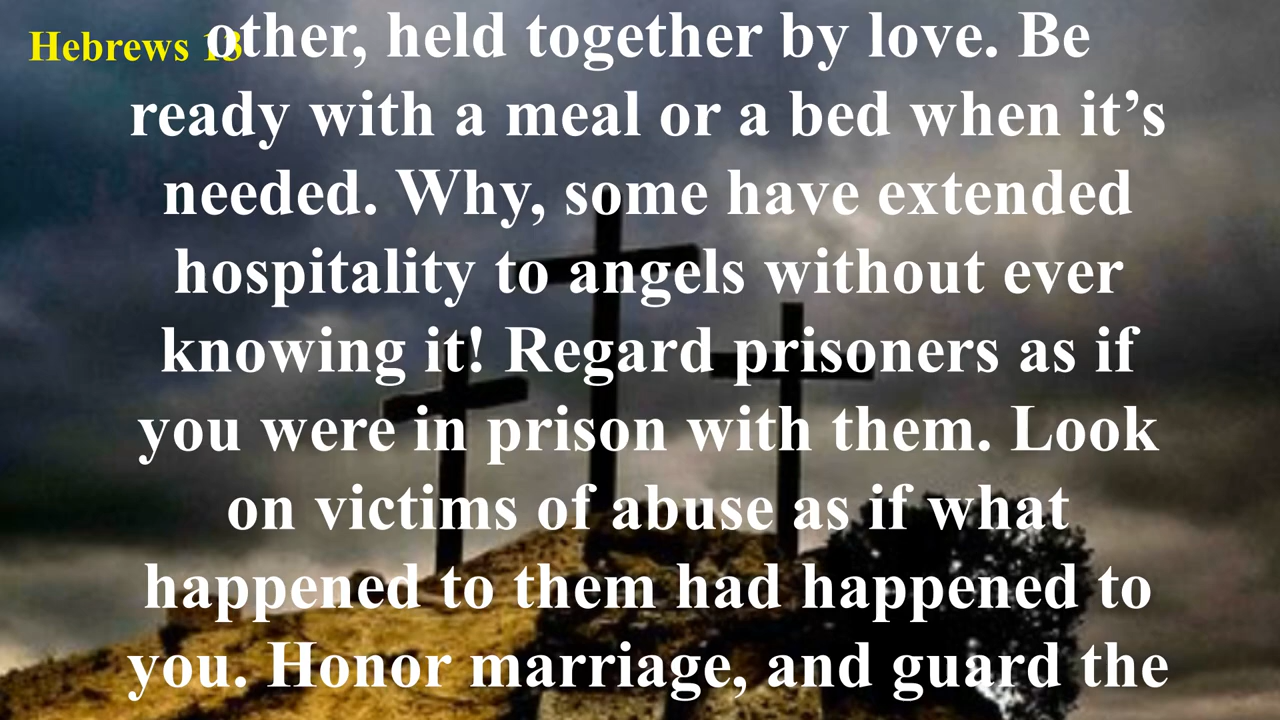 Hebrews 13
other, held together by love. Be
ready with a meal or a bed when it’s
needed. Why, some have extended
hospitality to angels without ever
knowing it! Regard prisoners as if
you were in prison with them. Look
on victims of abuse as if what
happened to them had happened to
you. Honor marriage, and guard the